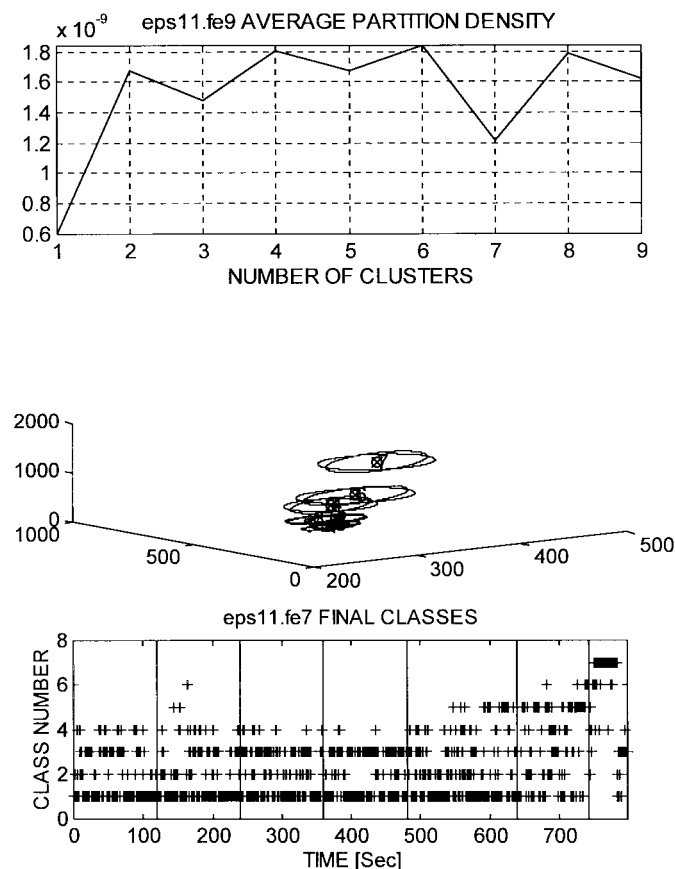 eps11.fe9 AVERAGE PARTITION DENSITY
x 10^-9
1.8
1.6
1.4
1.2
1
0.8
0.6
1 2 3 4 5 6 7 8 9
NUMBER OF CLUSTERS
2000
1000
0
1000 500 0 200 300 400 500
eps11.fe7 FINAL CLASSES
CLASS NUMBER
8
6
4
2
0
0 100 200 300 400 500 600 700
TIME [Sec]